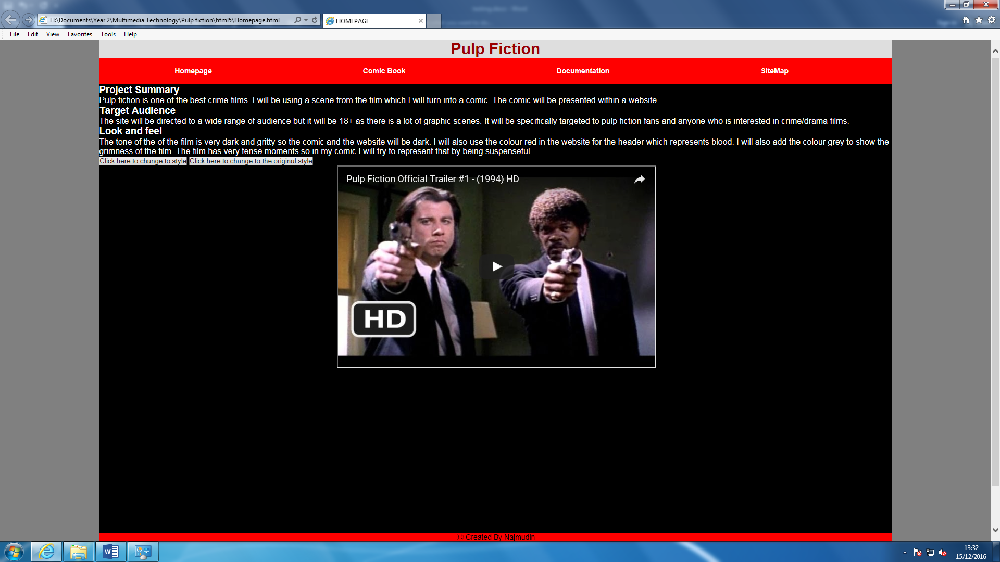 H:\Documents\Year 2\Multimedia Technology\Pulp fiction\html5\Homepage.html
HOMEPAGE
File Edit View Favorites Tools Help
Pulp Fiction
Homepage Comic Book Documentation SiteMap
Project Summary
Pulp fiction is one of the best crime films. I will be using a scene from the film which I will turn into a comic. The comic will be presented within a website.
Target Audience
The site will be directed to a wide range of audience but it will be 18+ as there is a lot of graphic scenes. It will be specifically targeted to pulp fiction fans and anyone who is interested in crime/drama films.
Look and feel
The tone of the of the film is very dark and gritty so the comic and the website will be dark. I will also use the colour red in the website for the header which represents blood. I will also add the colour grey to show the
grimness of the film. The film has very tense moments so in my comic I will try to represent that by being suspenseful.
Click here to change to style Click here to change to the original style
Pulp Fiction Official Trailer #1 - (1994) HD
HD
© Created By Najmudin
13:32
15/12/2016